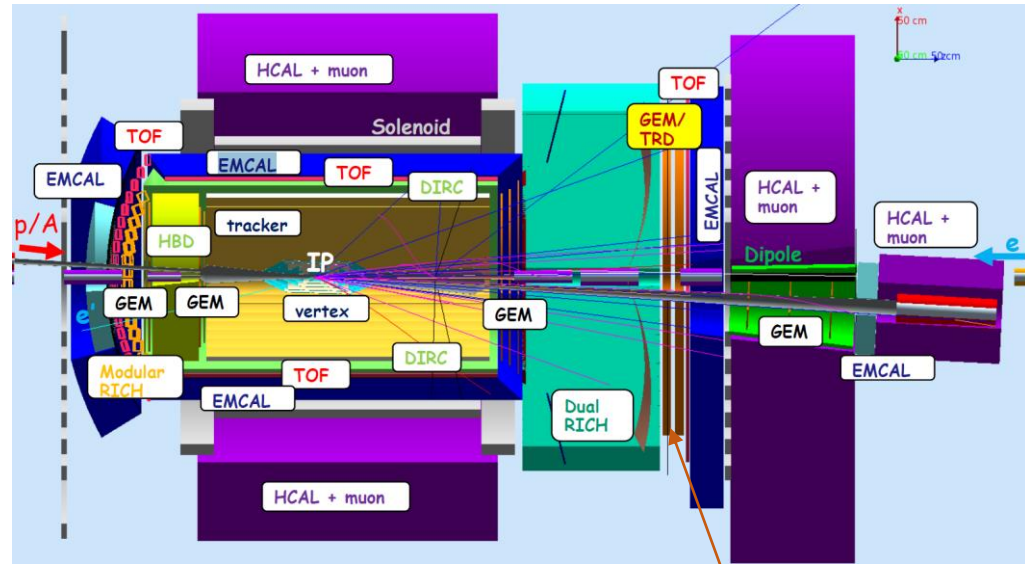 x
50 cm
50 cm 50 cm
HCAL + muon
TOF
Solenoid
GEM/
TRD
TOF
EMCAL
TOF
DIRC
EMCAL
EMCAL
HCAL +
muon
HCAL +
muon
p/A
tracker
HBD
IP
Dipole
e
GEM
GEM
vertex
GEM
GEM
e'
DIRC
Modular
RICH
TOF
EMCAL
EMCAL
Dual
RICH
HCAL + muon